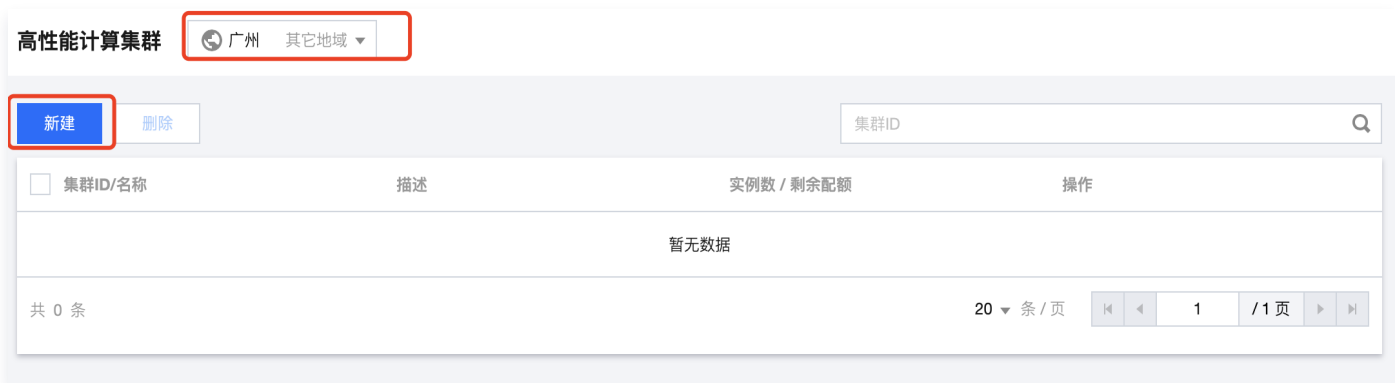 高性能计算集群 广州 其它地域
新建 删除 集群ID
集群ID/名称 描述 实例数 / 剩余配额 操作
暂无数据
共 0 条 20 条 / 页 1 / 1 页